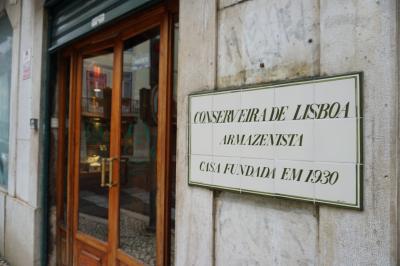 CONSERVEIRA DE LISBOA
ARMAZENISTA
CASA FUNDADA EM 1930